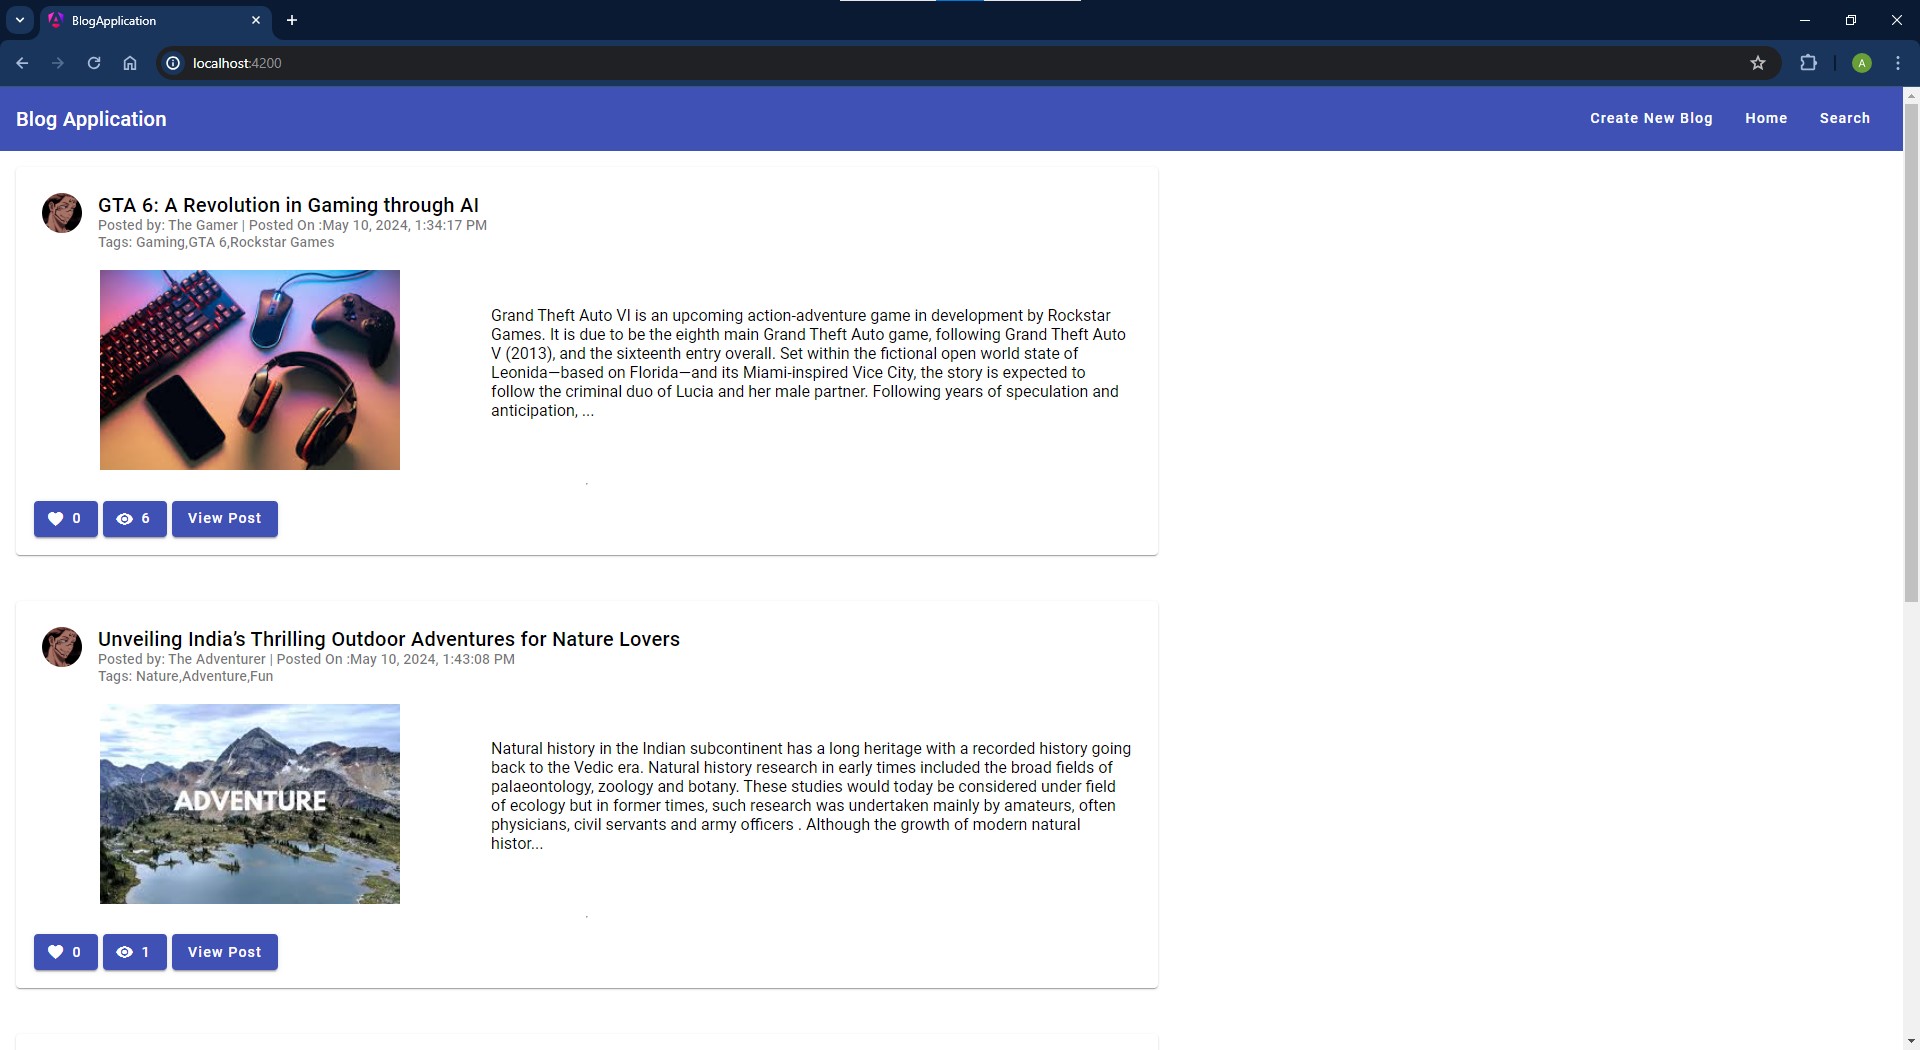 BlogApplication
localhost:4200
A
Blog Application
Create New Blog
Home
Search
GTA 6: A Revolution in Gaming through AI
Posted by: The Gamer | Posted On :May 10, 2024, 1:34:17 PM
Tags: Gaming,GTA 6,Rockstar Games
Grand Theft Auto VI is an upcoming action-adventure game in development by Rockstar
Games. It is due to be the eighth main Grand Theft Auto game, following Grand Theft Auto
V (2013), and the sixteenth entry overall. Set within the fictional open world state of
Leonida—based on Florida—and its Miami-inspired Vice City, the story is expected to
follow the criminal duo of Lucia and her male partner. Following years of speculation and
anticipation, ...
0
6
View Post
Unveiling India’s Thrilling Outdoor Adventures for Nature Lovers
Posted by: The Adventurer | Posted On :May 10, 2024, 1:43:08 PM
Tags: Nature,Adventure,Fun
ADVENTURE
Natural history in the Indian subcontinent has a long heritage with a recorded history going
back to the Vedic era. Natural history research in early times included the broad fields of
palaeontology, zoology and botany. These studies would today be considered under field
of ecology but in former times, such research was undertaken mainly by amateurs, often
physicians, civil servants and army officers . Although the growth of modern natural
histor...
0
1
View Post